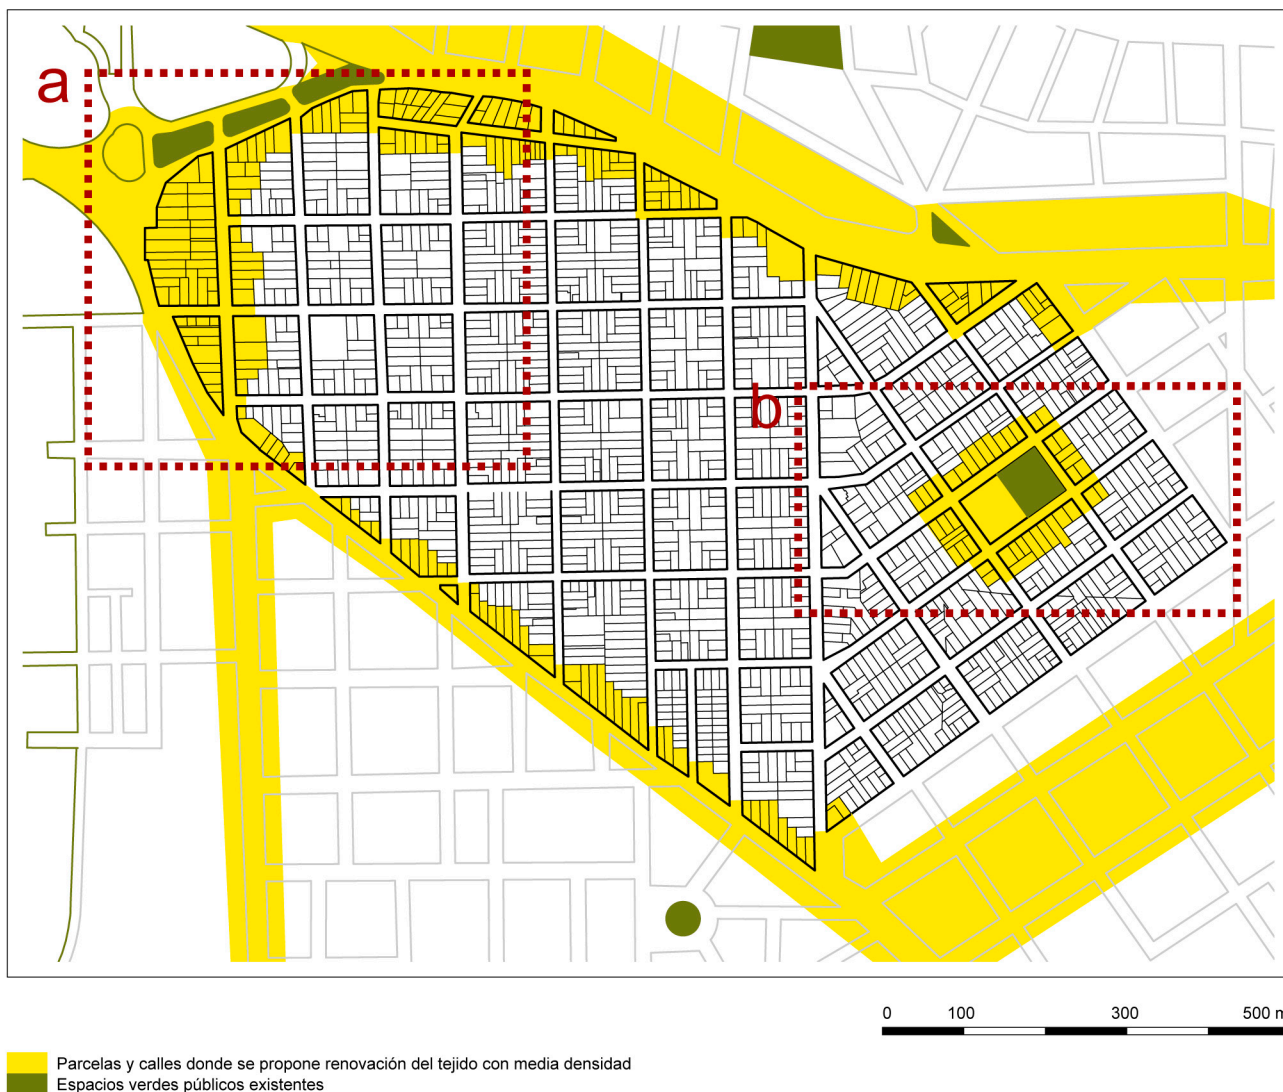 a
b
0 100 300 500 m
Parcelas y calles donde se propone renovación del tejido con media densidad
Espacios verdes públicos existentes